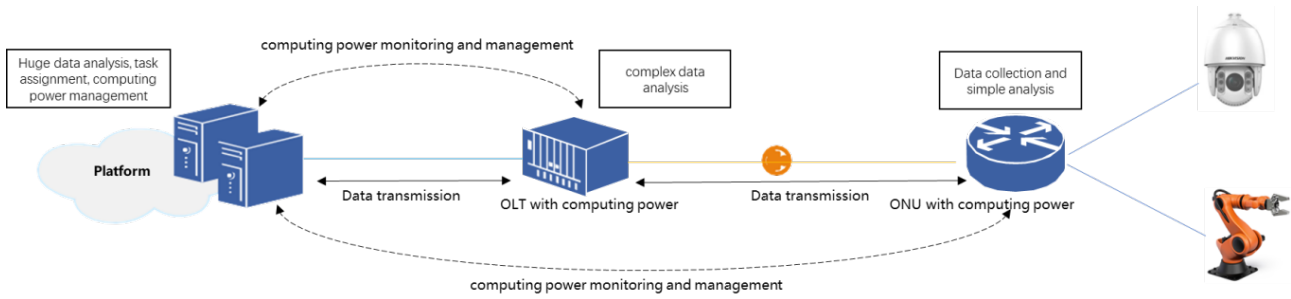 computing power monitoring and management
Huge data analysis, task
assignment, computing
power management
complex data
analysis
Data collection and
simple analysis
HIKVISION
Platform
Data transmission
OLT with computing power
Data transmission
ONU with computing power
computing power monitoring and management